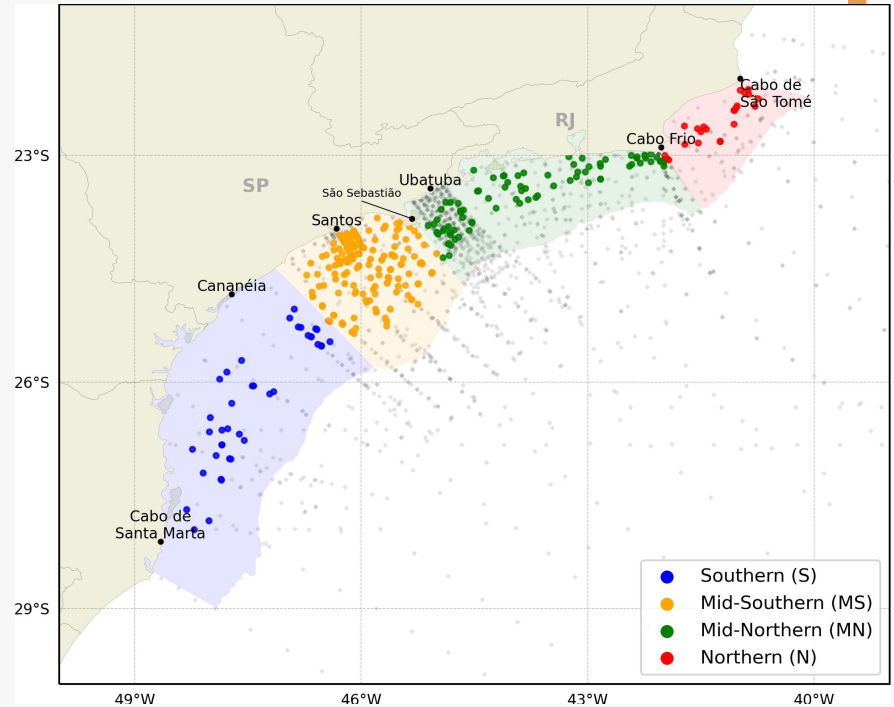 Cabo de
São Tomé
RJ
Cabo Frio
23°S
Ubatuba
SP
São Sebastião
Santos
Cananéia
26°S
Cabo de
Santa Marta
Southern (S)
Mid-Southern (MS)
29°S
Mid-Northern (MN)
Northern (N)
49°W
46°W
43°W
40°W